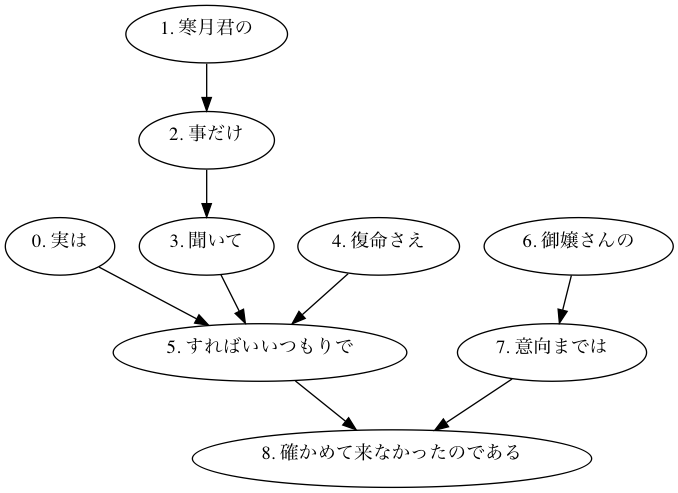 1. 寒月君の
2. 事だけ
0. 実は
3. 聞いて
4. 復命さえ
6. 御嬢さんの
5. すればいいつもりで
7. 意向までは
8. 確かめて来なかったのである